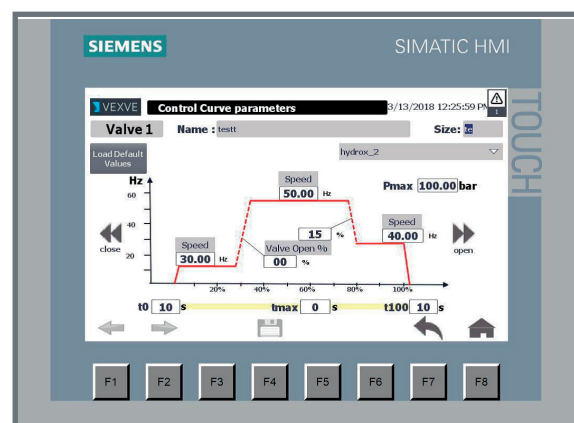 SIEMENS SIMATIC HMI
TOUCH
VEXVE Control Curve parameters 3/13/2018 12:25:59 PM
1
Valve 1 Name : testt Size: te
Load Default Values
hydrox_2
Hz
60
40
20
Speed
50.00 Hz
Pmax 100.00 bar
Speed
30.00 Hz
15 %
Valve Open %
00 %
Speed
40.00 Hz
close
open
20% 40% 60% 80% 100%
t0 10 s tmax 0 s t100 10 s
F1 F2 F3 F4 F5 F6 F7 F8